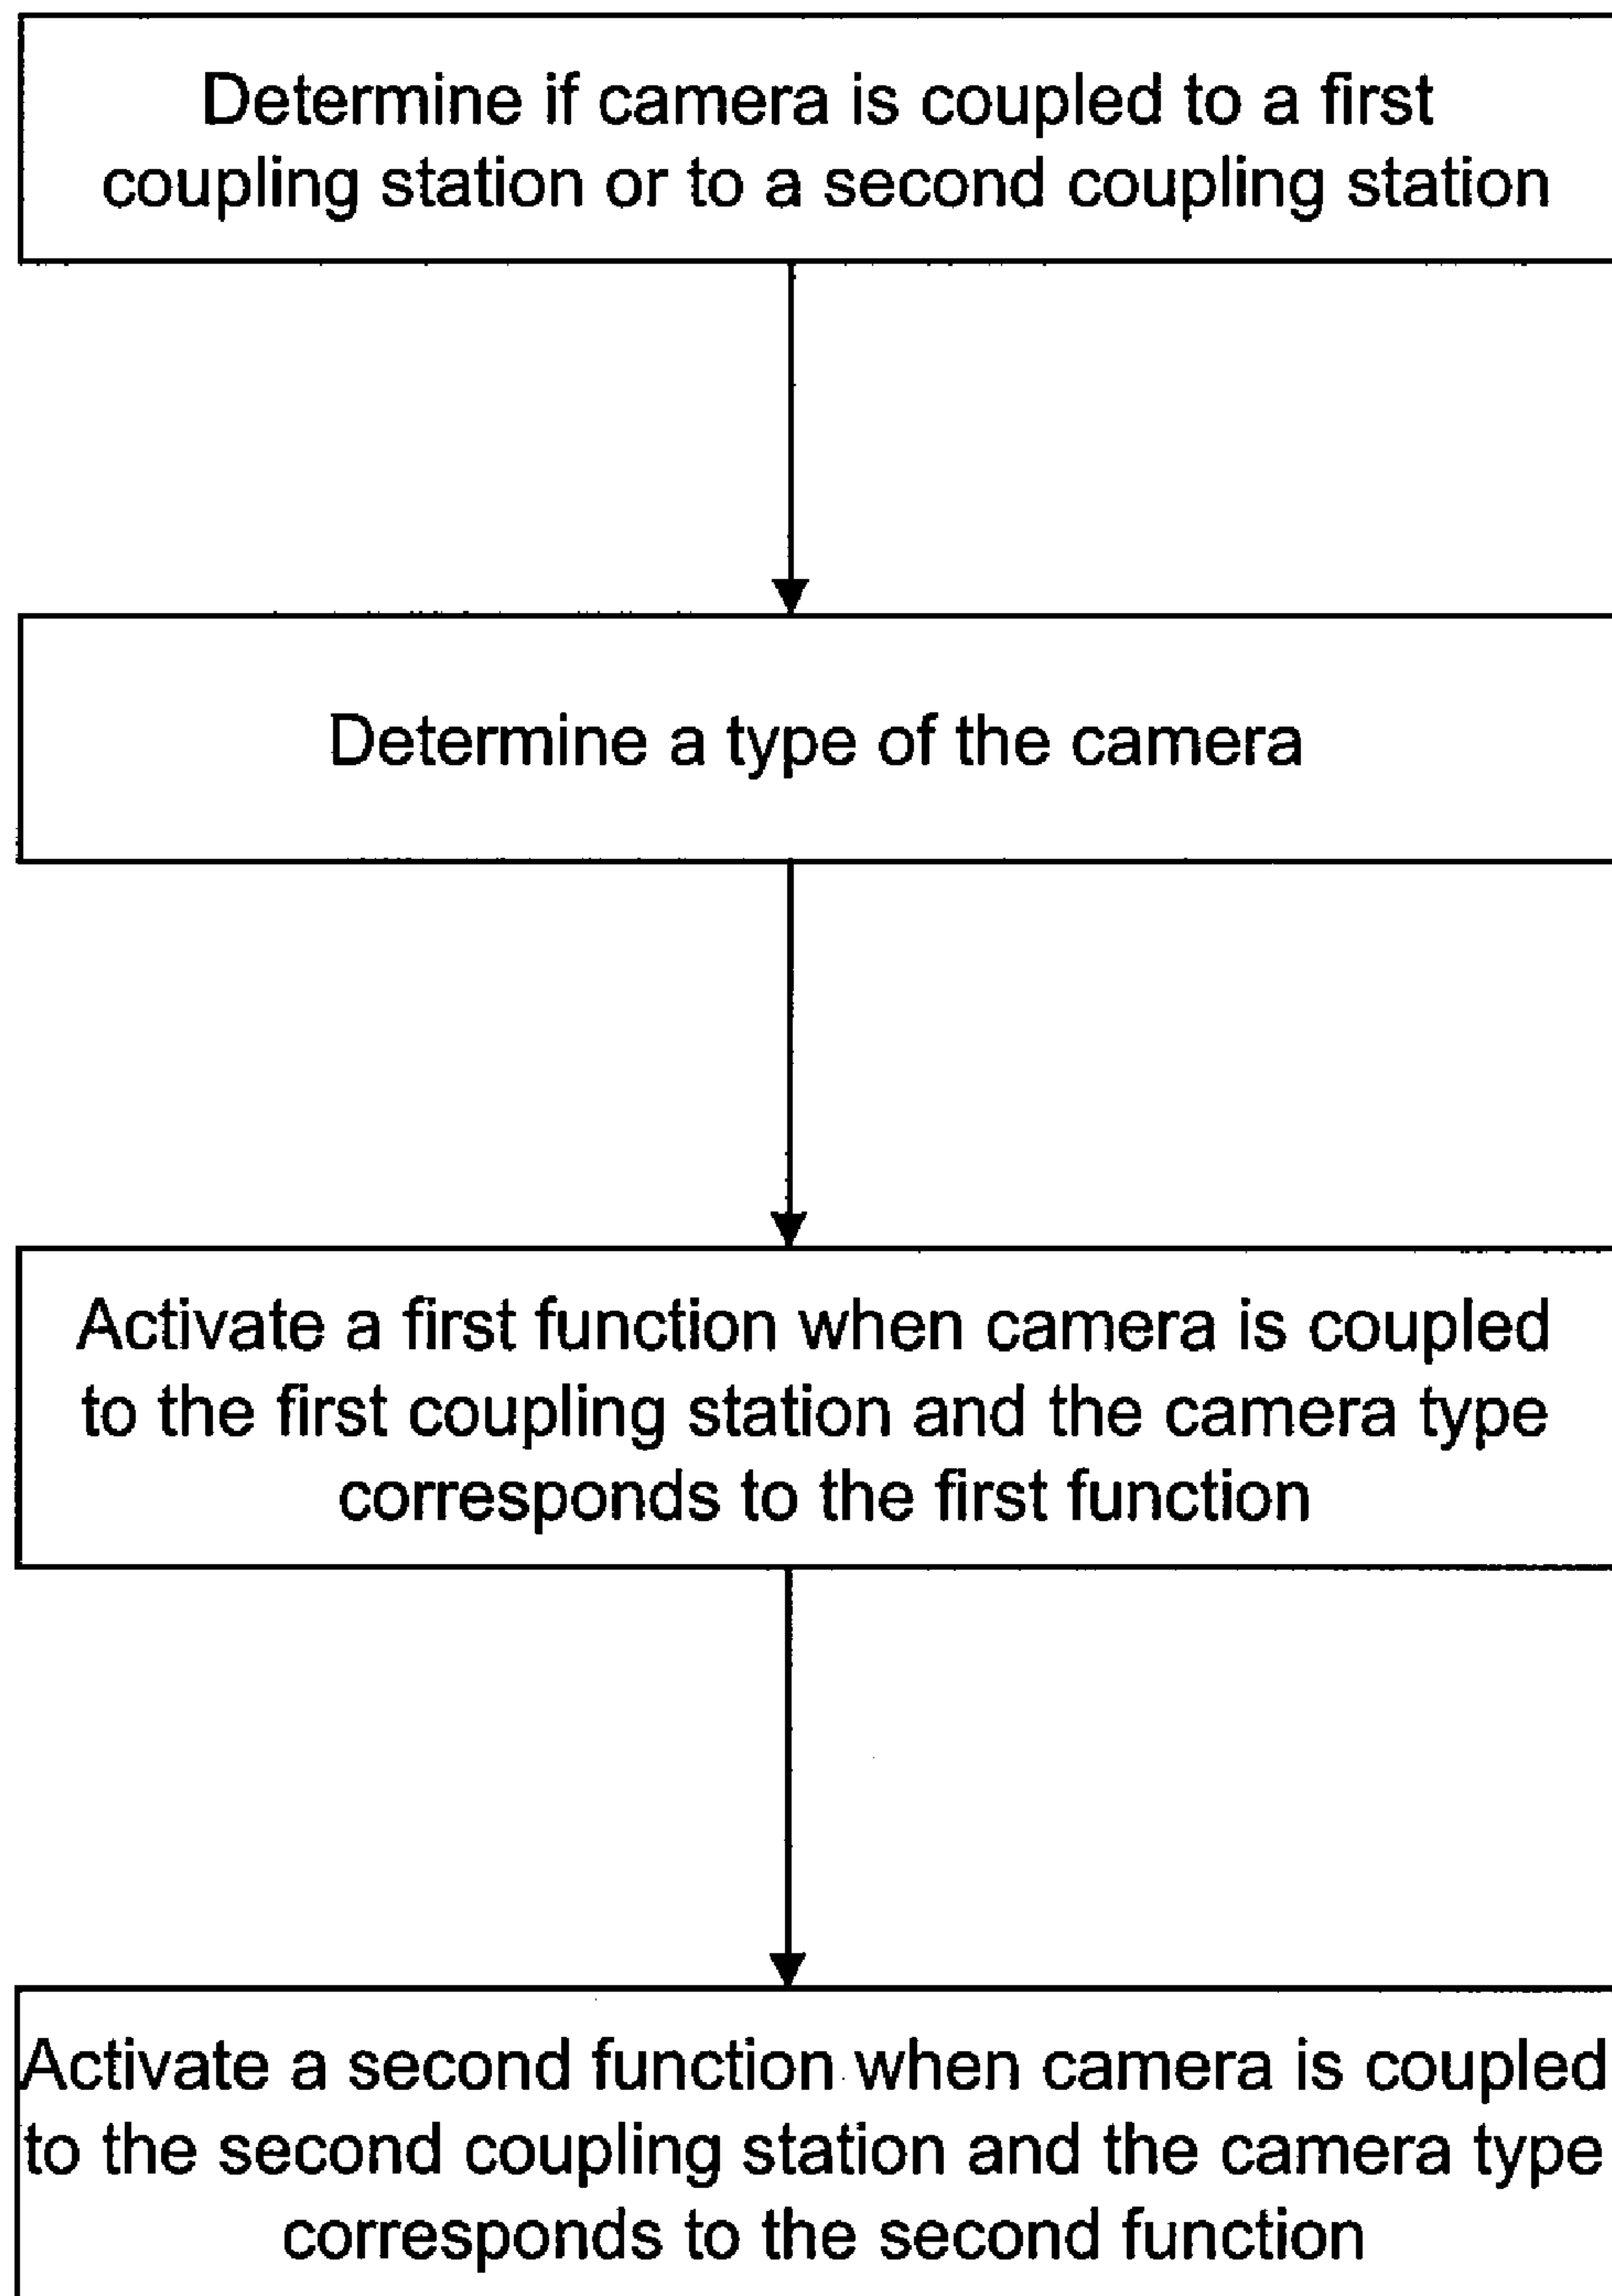 Determine if camera is coupled to a first
coupling station or to a second coupling station
Determine a type of the camera
Activate a first function when camera is coupled
to the first coupling station and the camera type
corresponds to the first function
Activate a second function when camera is coupled
to the second coupling station and the camera type
corresponds to the second function